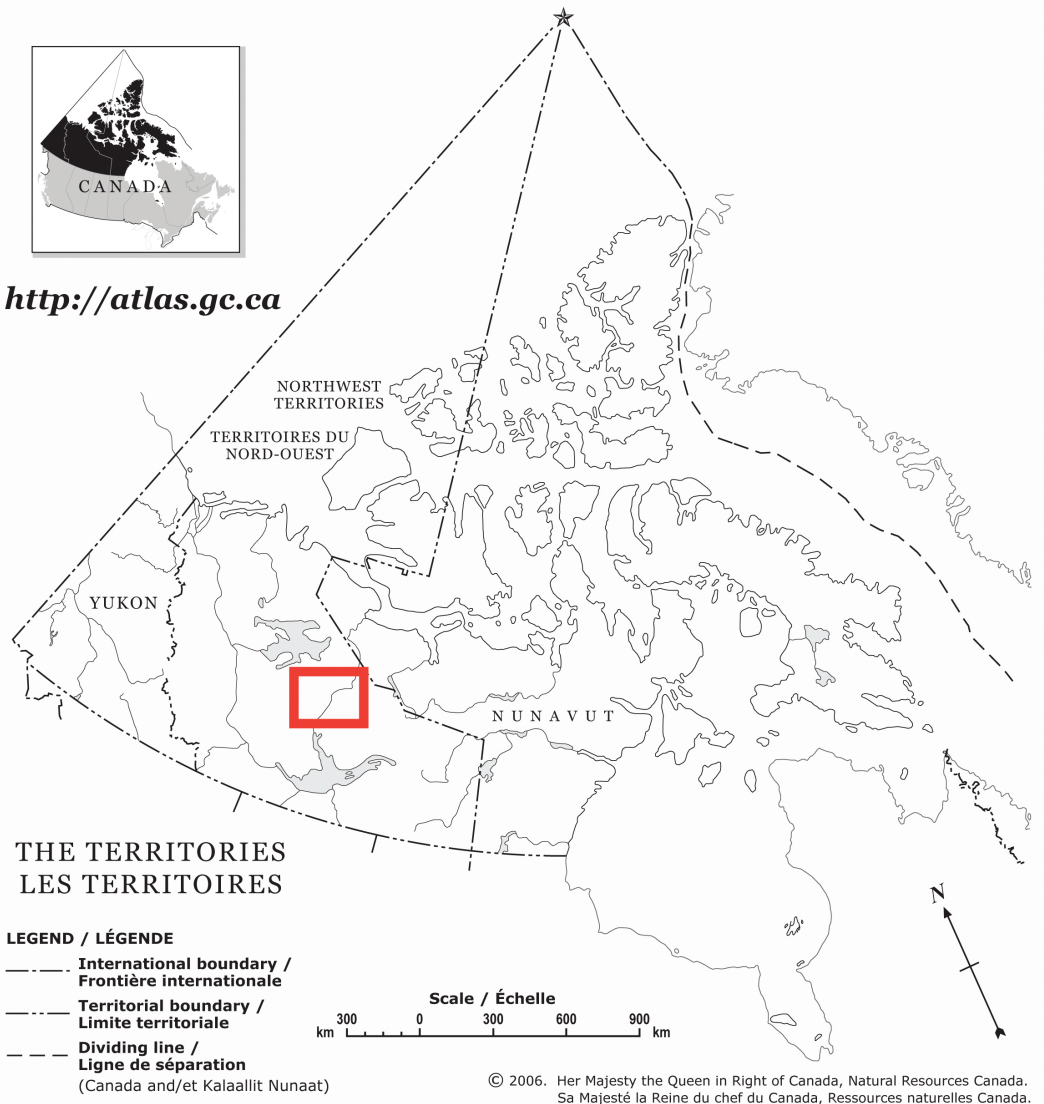 CANADA
http://atlas.gc.ca
NORTHWEST
TERRITORIES
TERRITOIRES DU
NORD-OUEST
YUKON
NUNAVUT
THE TERRITORIES
LES TERRITOIRES
LEGEND / LÉGENDE
International boundary /
Frontière internationale
Territorial boundary /
Limite territoriale
Dividing line /
Ligne de séparation
(Canada and/et Kalaallit Nunaat)
N
Scale / Échelle
km 300 0 300 600 900 km
© 2006. Her Majesty the Queen in Right of Canada, Natural Resources Canada.
Sa Majesté la Reine du chef du Canada, Ressources naturelles Canada.